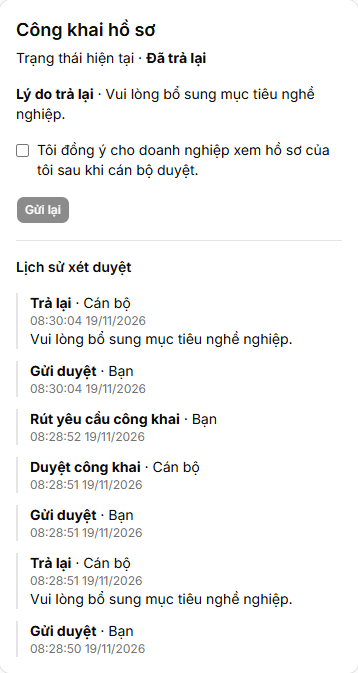 Công khai hồ sơ
Trạng thái hiện tại · Đã trả lại
Lý do trả lại · Vui lòng bổ sung mục tiêu nghề
nghiệp.
Tôi đồng ý cho doanh nghiệp xem hồ sơ của
tôi sau khi cán bộ duyệt.
Gửi lại
Lịch sử xét duyệt
Trả lại · Cán bộ
08:30:04 19/11/2026
Vui lòng bổ sung mục tiêu nghề nghiệp.
Gửi duyệt · Bạn
08:30:04 19/11/2026
Rút yêu cầu công khai · Bạn
08:28:52 19/11/2026
Duyệt công khai · Cán bộ
08:28:51 19/11/2026
Gửi duyệt · Bạn
08:28:51 19/11/2026
Trả lại · Cán bộ
08:28:51 19/11/2026
Vui lòng bổ sung mục tiêu nghề nghiệp.
Gửi duyệt · Bạn
08:28:50 19/11/2026